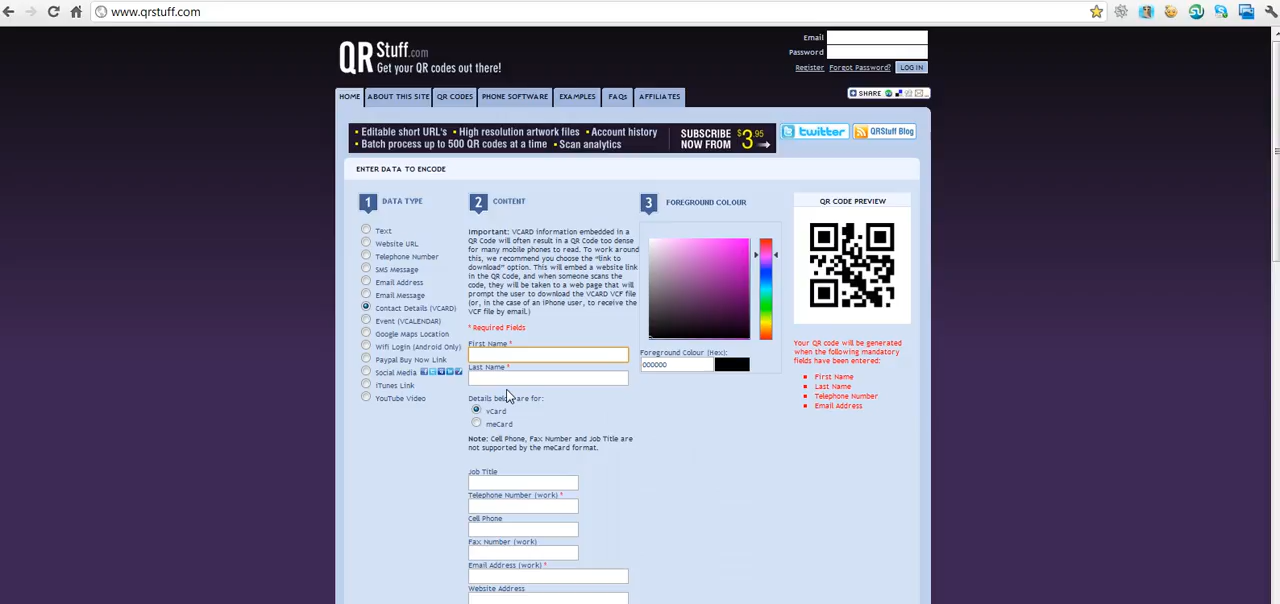 www.qrstuff.com
QR Stuff.com
Get your QR codes out there!
Email
Password
Register Forgot Password? LOG IN
HOME ABOUT THIS SITE QR CODES PHONE SOFTWARE EXAMPLES FAQs AFFILIATES
SHARE
• Editable short URL's • High resolution artwork files • Account history
• Batch process up to 500 QR codes at a time • Scan analytics
SUBSCRIBE
NOW FROM $3.95
twitter
QRStuff Blog
ENTER DATA TO ENCODE
1 DATA TYPE
Text
Website URL
Telephone Number
SMS Message
Email Address
Email Message
Contact Details (VCARD)
Event (VCALENDAR)
Google Maps Location
Wifi Login (Android Only)
Paypal Buy Now Link
Social Media
iTunes Link
YouTube Video
2 CONTENT
Important: VCARD information embedded in a
QR Code will often result in a QR Code too dense
for many mobile phones to read. To work around
this, we recommend you choose the "link to
download" option. This will embed a website link
in the QR Code, and when someone scans the
code, they will be taken to a web page that will
prompt the user to download the VCARD VCF file
(or, in the case of an iPhone user, to receive the
VCF file by email.)
* Required Fields
First Name *
Last Name *
Details below are for:
vCard
meCard
Note: Cell Phone, Fax Number and Job Title are
not supported by the meCard format.
Job Title
Telephone Number (work) *
Cell Phone
Fax Number (work)
Email Address (work) *
Website Address
3 FOREGROUND COLOUR
Foreground Colour (Hex):
000000
QR CODE PREVIEW
Your QR code will be generated
when the following mandatory
fields have been entered:
First Name
Last Name
Telephone Number
Email Address